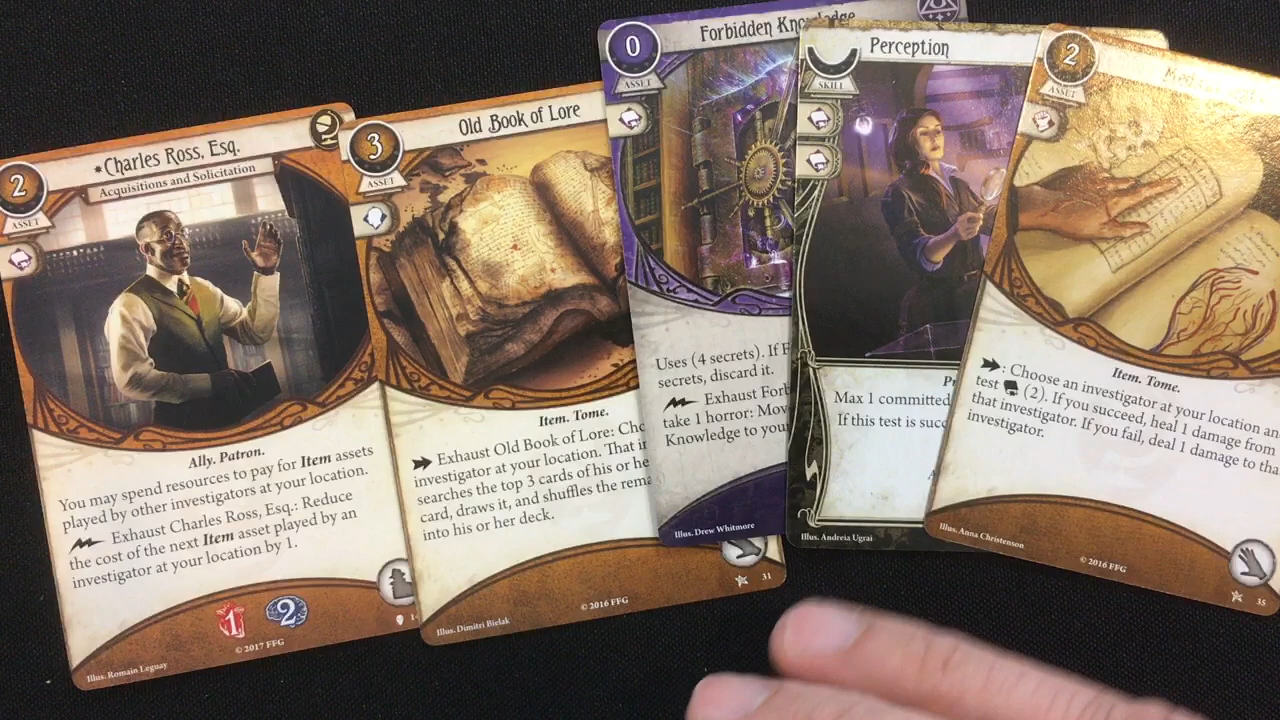 2
ASSET
*Charles Ross, Esq.
Acquisitions and Solicitation
Ally. Patron.
You may spend resources to pay for Item assets
played by other investigators at your location.
Exhaust Charles Ross, Esq.: Reduce
the cost of the next Item asset played by an
investigator at your location by 1.
1
2
Illus. Romain Leguay
© 2017 FFG
3
ASSET
Old Book of Lore
Item. Tome.
Exhaust Old Book of Lore: Cho
investigator at your location. That in
searches the top 3 cards of his or he
card, draws it, and shuffles the rema
into his or her deck.
Illus. Dimitri Bielak
© 2016 FFG
31
0
ASSET
Forbidden Knowledge
Uses (4 secrets). If F
secrets, discard it.
Exhaust Forb
take 1 horror: Mov
Knowledge to your
Illus. Drew Whitmore
SKILL
Perception
Pr
Max 1 committed
If this test is succ
Illus. Andreia Ugrai
2
ASSET
Item. Tome.
: Choose an investigator at your location an
test (2). If you succeed, heal 1 damage from
that investigator. If you fail, deal 1 damage to tha
investigator.
Illus. Anna Christenson
© 2016 FFG
35